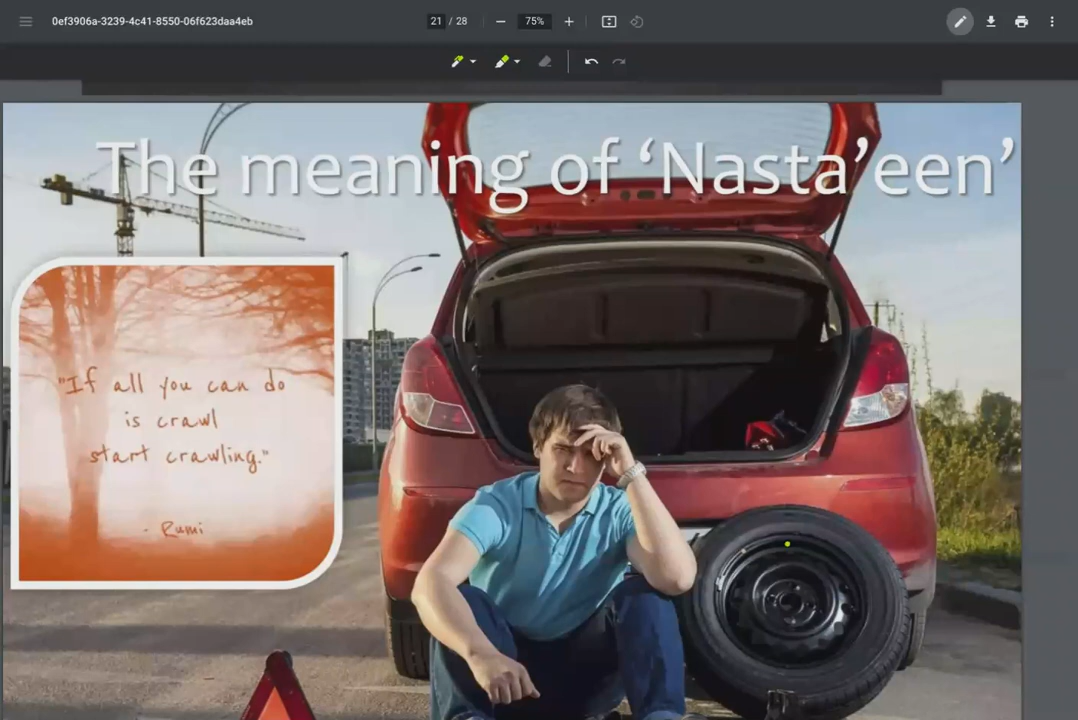 0ef3906a-3239-4c41-8550-06f623daa4eb
21 / 28
75%
The meaning of ‘Nasta’een’
"If all you can do
is crawl
start crawling."
- Rumi